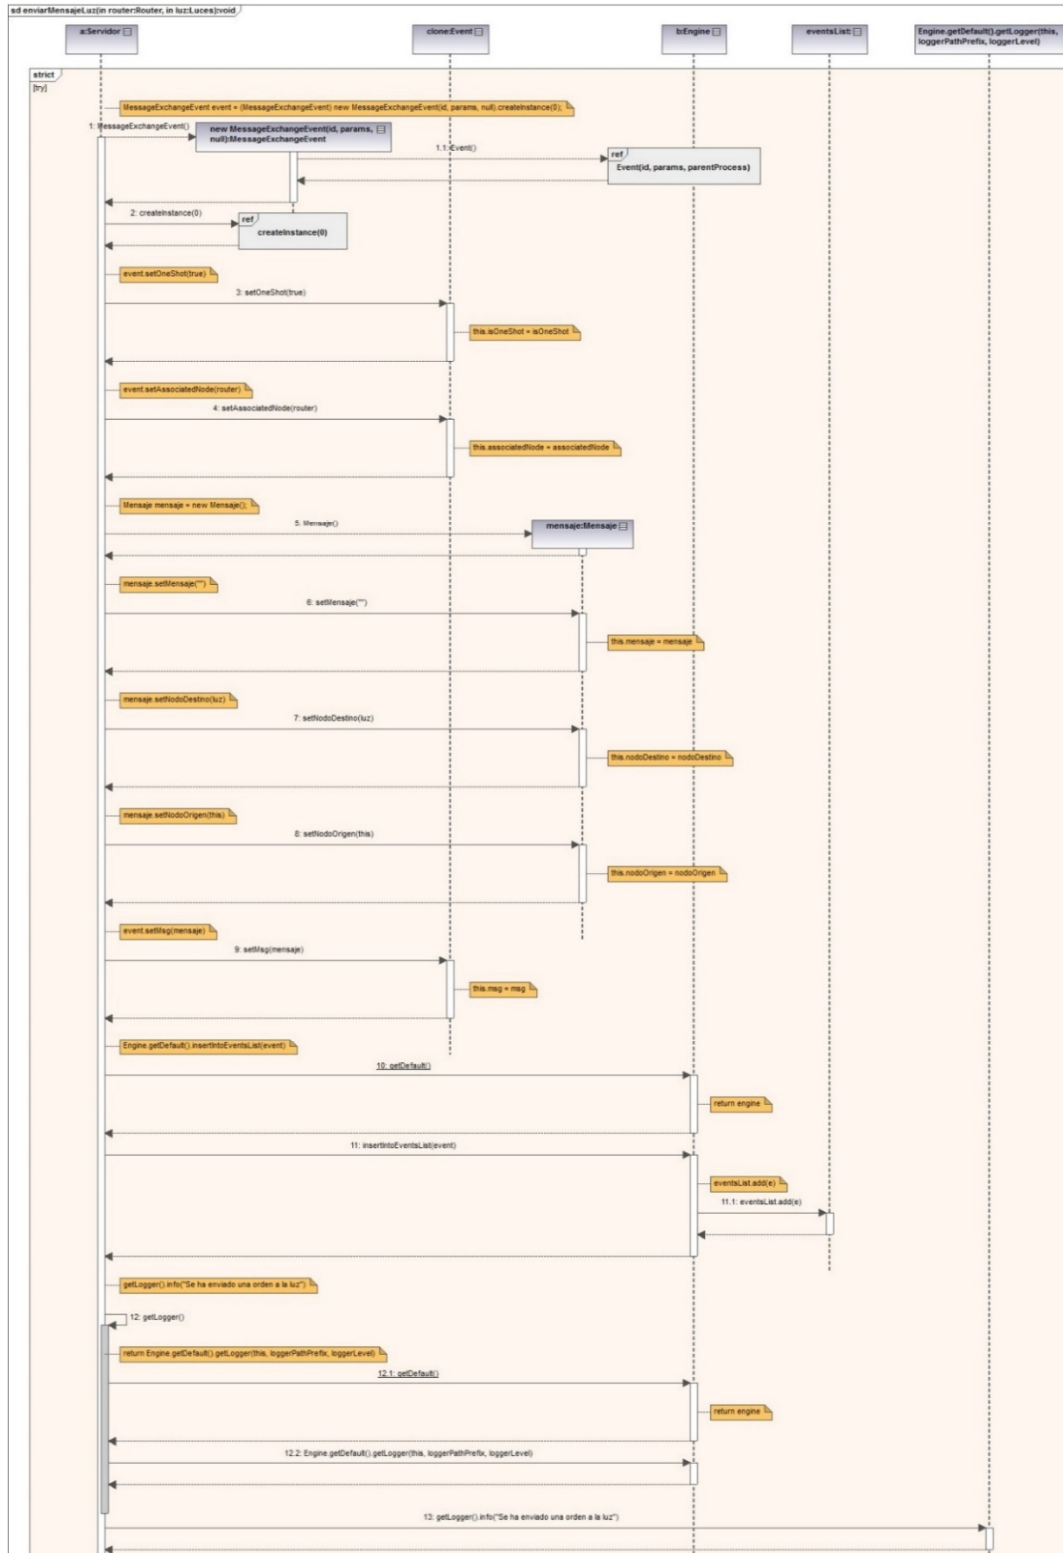 sd enviarMensajeLuz(in router:Router, in luz:Luces):void
a:Servidor
clone:Event
b:Engine
eventsList:
Engine.getDefault().getLogger(this,
loggerPathPrefix, loggerLevel)
strict
[try]
MessageExchangeEvent event = (MessageExchangeEvent) new MessageExchangeEvent(id, params, null).createInstance(0);
1: MessageExchangeEvent()
new MessageExchangeEvent(id, params,
null):MessageExchangeEvent
1.1: Event()
ref
Event(id, params, parentProcess)
2: createInstance(0)
ref
createInstance(0)
event.setOneShot(true)
3: setOneShot(true)
this.isOneShot = isOneShot
event.setAssociatedNode(router)
4: setAssociatedNode(router)
this.associatedNode = associatedNode
Mensaje mensaje = new Mensaje();
5: Mensaje()
mensaje:Mensaje
mensaje.setMensaje("")
6: setMensaje("")
this.mensaje = mensaje
mensaje.setNodoDestino(luz)
7: setNodoDestino(luz)
this.nodoDestino = nodoDestino
mensaje.setNodoOrigen(this)
8: setNodoOrigen(this)
this.nodoOrigen = nodoOrigen
event.setMsg(mensaje)
9: setMsg(mensaje)
this.msg = msg
Engine.getDefault().insertIntoEventsList(event)
10: getDefault()
return engine
11: insertIntoEventsList(event)
eventsList.add(e)
11.1: eventsList.add(e)
getLogger().info("Se ha enviado una orden a la luz")
12: getLogger()
return Engine.getDefault().getLogger(this, loggerPathPrefix, loggerLevel)
12.1: getDefault()
return engine
12.2: Engine.getDefault().getLogger(this, loggerPathPrefix, loggerLevel)
13: getLogger().info("Se ha enviado una orden a la luz")